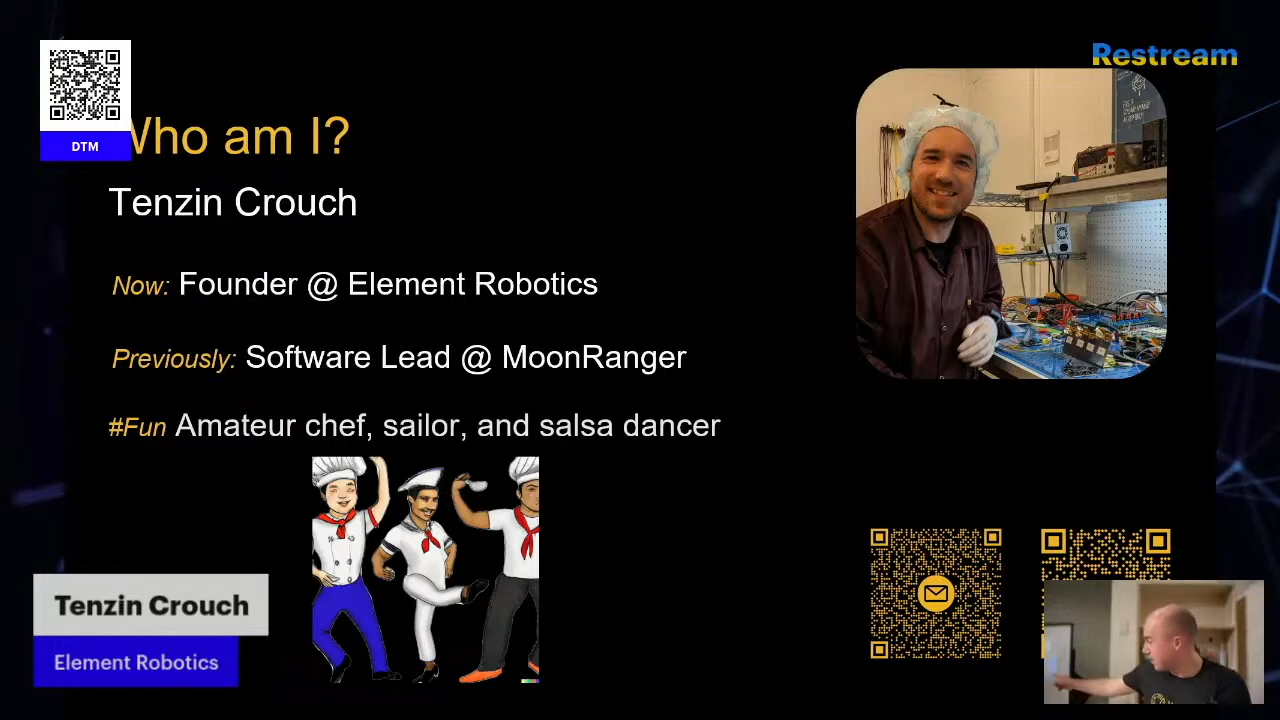 Restream
DTM
Who am I?
Tenzin Crouch
Now: Founder @ Element Robotics
Previously: Software Lead @ MoonRanger
#Fun Amateur chef, sailor, and salsa dancer
Tenzin Crouch
Element Robotics